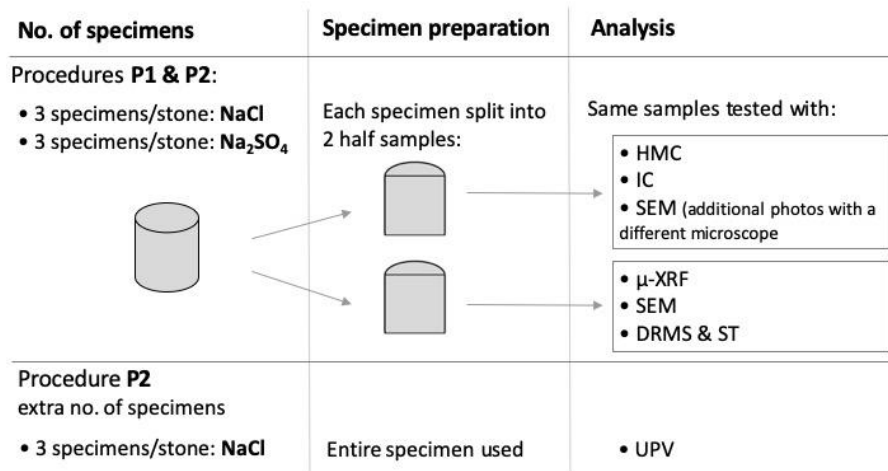 No. of specimens
Specimen preparation
Analysis
Procedures P1 & P2:
• 3 specimens/stone: NaCl
• 3 specimens/stone: Na₂SO₄
Each specimen split into
2 half samples:
Same samples tested with:
• HMC
• IC
• SEM (additional photos with a
different microscope
• μ-XRF
• SEM
• DRMS & ST
Procedure P2
extra no. of specimens
• 3 specimens/stone: NaCl
Entire specimen used
• UPV